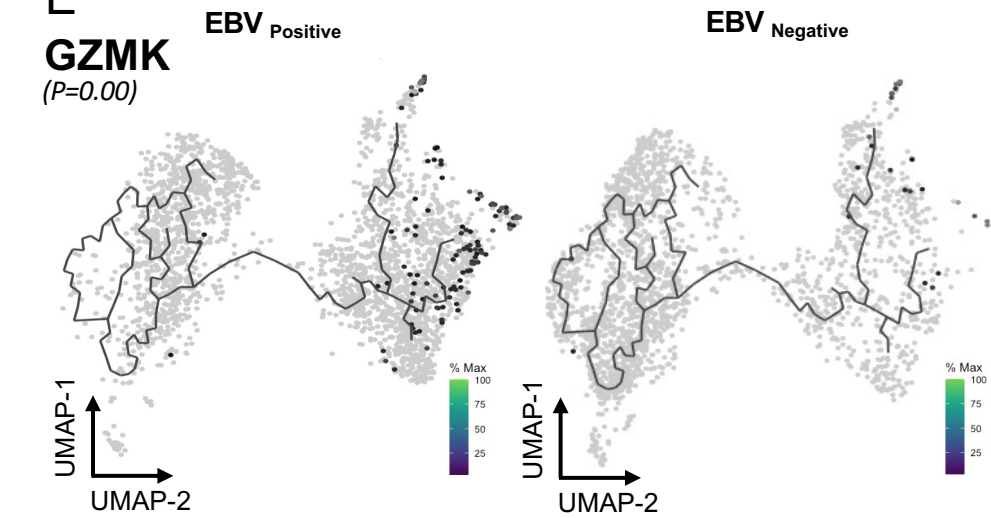 E
EBV Positive
EBV Negative
GZMK
(P=0.00)
% Max
100
75
50
25
% Max
100
75
50
25
UMAP-1
UMAP-2
UMAP-1
UMAP-2